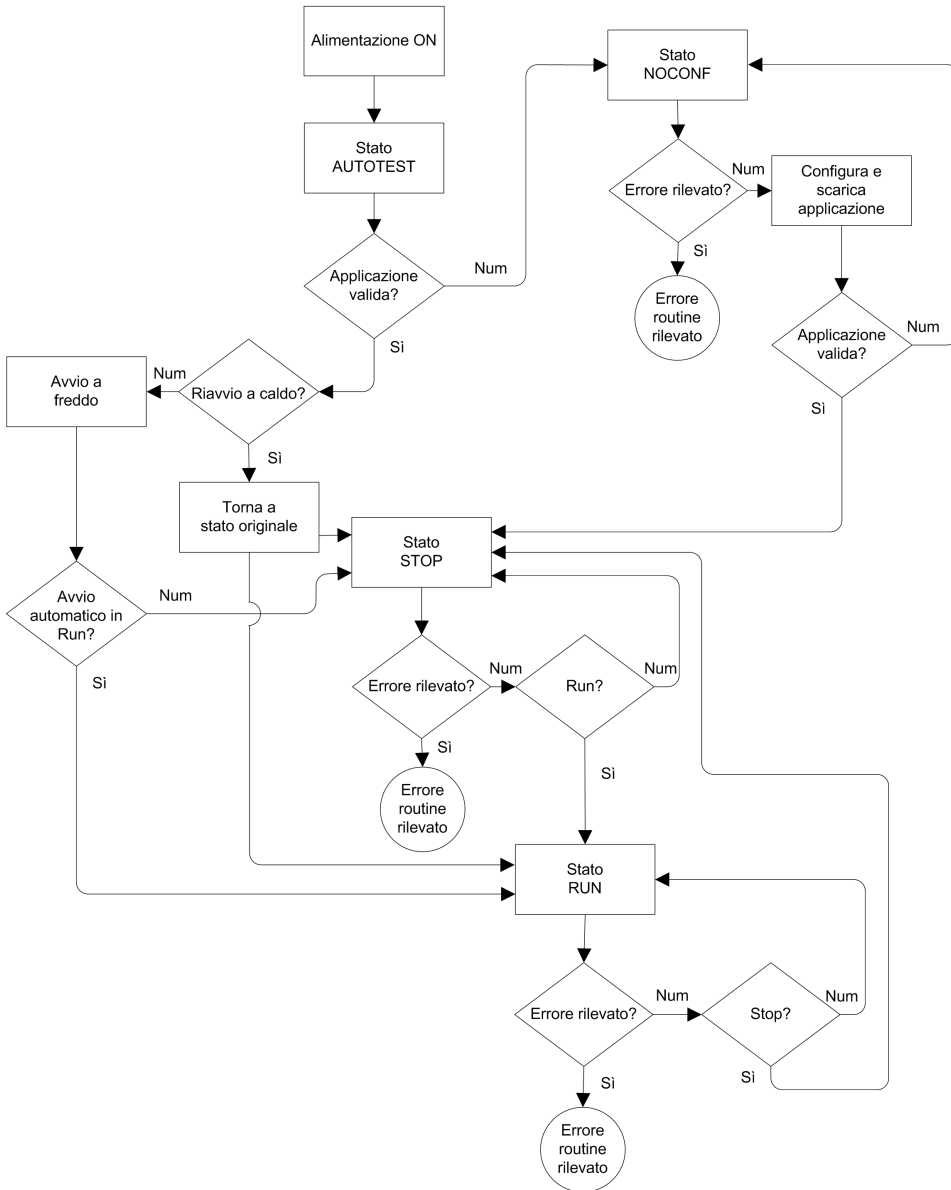 Alimentazione ON
Stato
AUTOTEST
Applicazione
valida?
Num
Sì
Stato
NOCONF
Errore rilevato?
Num
Sì
Errore
routine
rilevato
Configura e
scarica
applicazione
Applicazione
valida?
Num
Sì
Riavvio a caldo?
Num
Sì
Avvio a
freddo
Torna a
stato originale
Avvio
automatico in
Run?
Num
Sì
Stato
STOP
Errore rilevato?
Num
Sì
Errore
routine
rilevato
Run?
Num
Sì
Stato
RUN
Errore rilevato?
Num
Sì
Errore
routine
rilevato
Stop?
Num
Sì